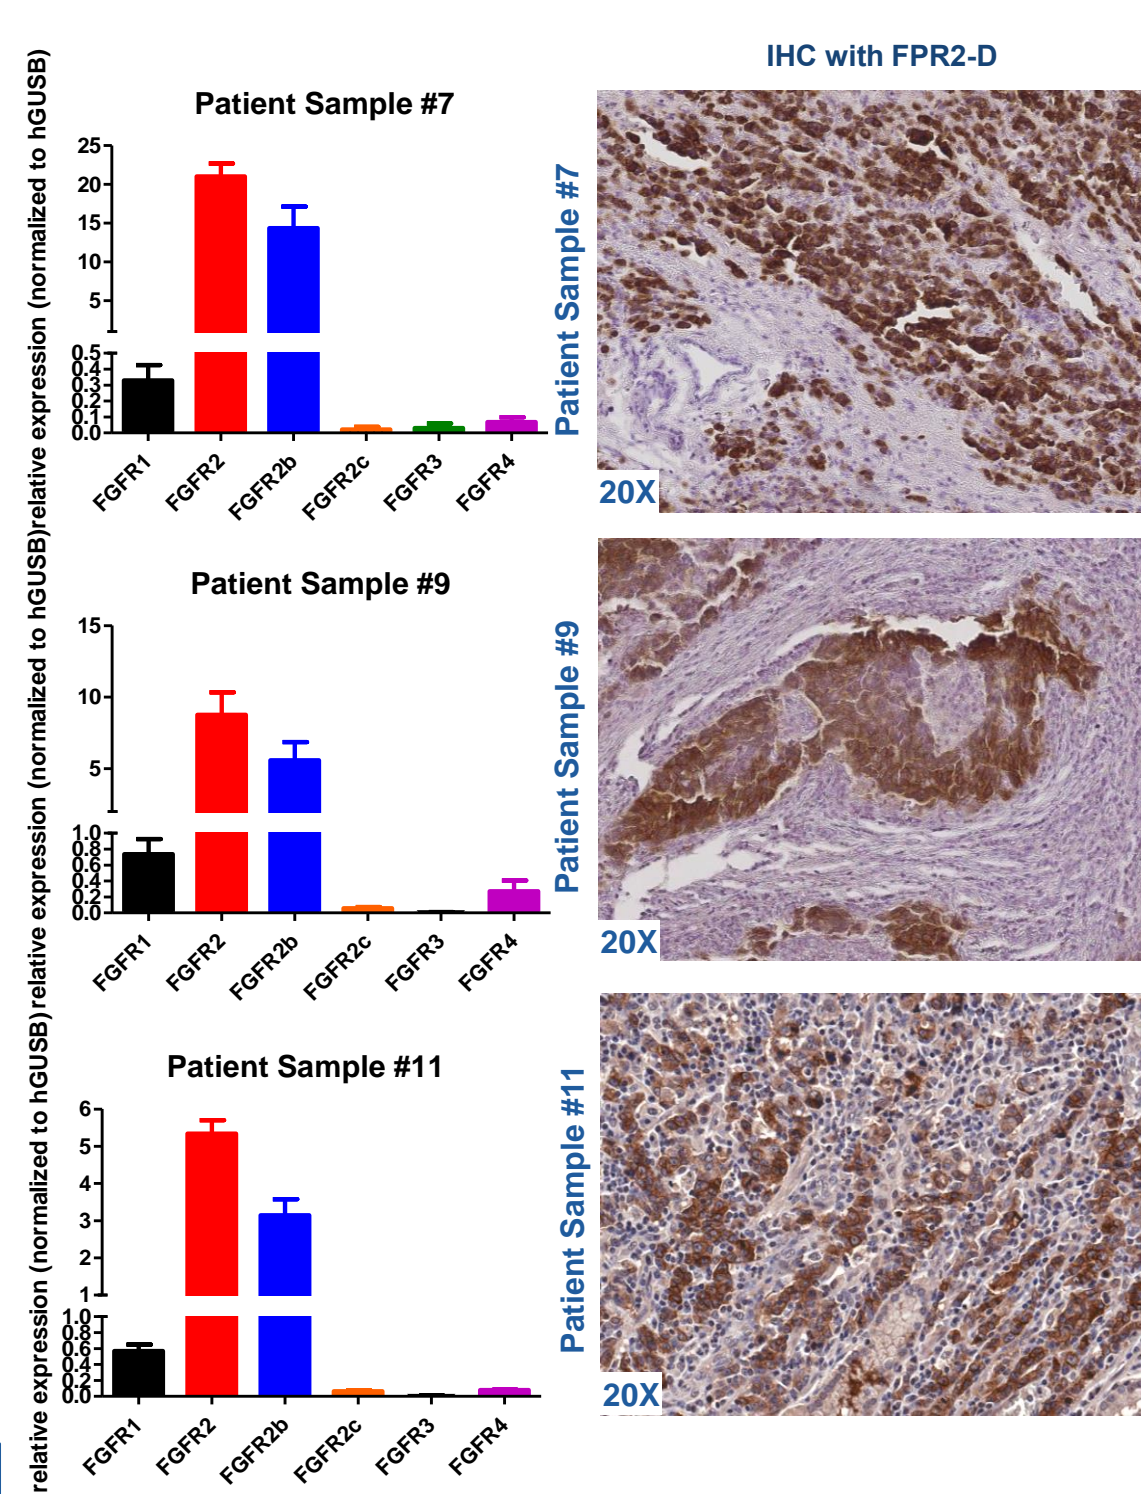 IHC with FPR2-D
Patient Sample #7
relative expression (normalized to hGUSB)
25
20
15
10
5
0.5
0.4
0.3
0.2
0.1
0.0
FGFR1
FGFR2
FGFR2b
FGFR2c
FGFR3
FGFR4
Patient Sample #7
20X
Patient Sample #9
relative expression (normalized to hGUSB)
15
10
5
1.0
0.8
0.6
0.4
0.2
0.0
FGFR1
FGFR2
FGFR2b
FGFR2c
FGFR3
FGFR4
Patient Sample #9
20X
Patient Sample #11
relative expression (normalized to hGUSB)
6
5
4
3
2
1
1.0
0.8
0.6
0.4
0.2
0.0
FGFR1
FGFR2
FGFR2b
FGFR2c
FGFR3
FGFR4
Patient Sample #11
20X